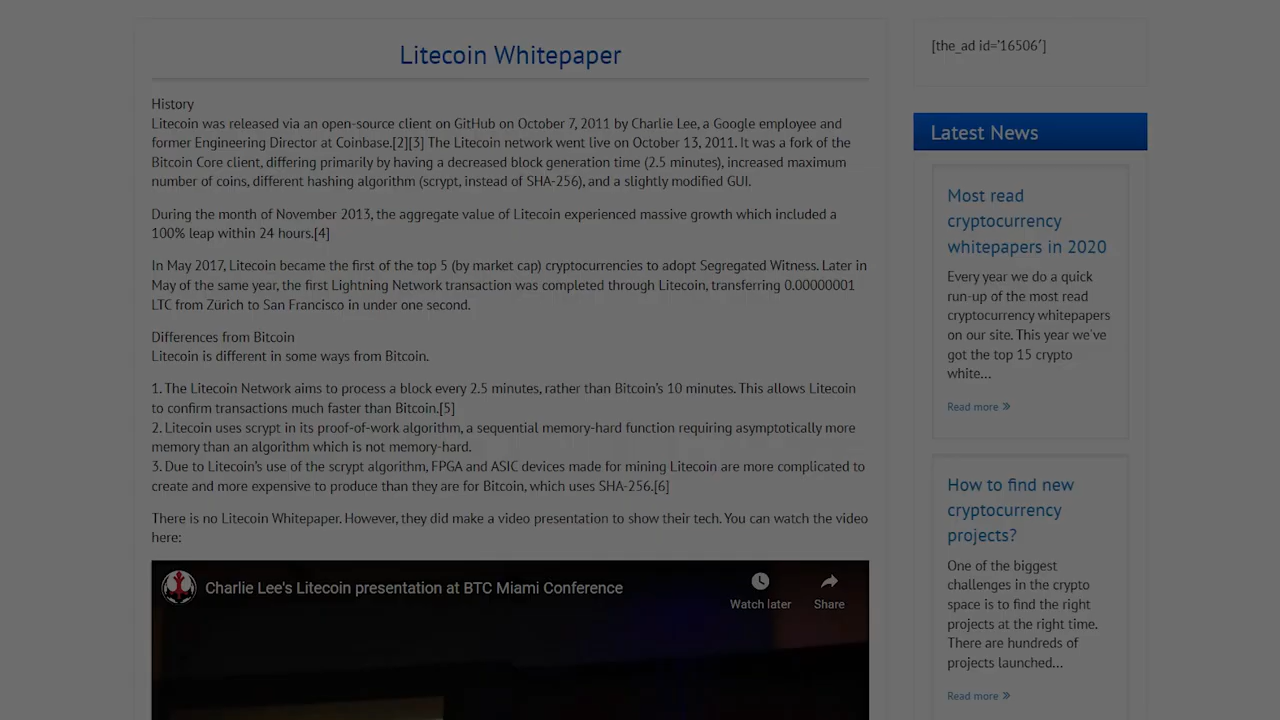 Litecoin Whitepaper
History
Litecoin was released via an open-source client on GitHub on October 7, 2011 by Charlie Lee, a Google employee and
former Engineering Director at Coinbase.[2][3] The Litecoin network went live on October 13, 2011. It was a fork of the
Bitcoin Core client, differing primarily by having a decreased block generation time (2.5 minutes), increased maximum
number of coins, different hashing algorithm (scrypt, instead of SHA-256), and a slightly modified GUI.
During the month of November 2013, the aggregate value of Litecoin experienced massive growth which included a
100% leap within 24 hours.[4]
In May 2017, Litecoin became the first of the top 5 (by market cap) cryptocurrencies to adopt Segregated Witness. Later in
May of the same year, the first Lightning Network transaction was completed through Litecoin, transferring 0.00000001
LTC from Zürich to San Francisco in under one second.
Differences from Bitcoin
Litecoin is different in some ways from Bitcoin.
1. The Litecoin Network aims to process a block every 2.5 minutes, rather than Bitcoin’s 10 minutes. This allows Litecoin
to confirm transactions much faster than Bitcoin.[5]
2. Litecoin uses scrypt in its proof-of-work algorithm, a sequential memory-hard function requiring asymptotically more
memory than an algorithm which is not memory-hard.
3. Due to Litecoin’s use of the scrypt algorithm, FPGA and ASIC devices made for mining Litecoin are more complicated to
create and more expensive to produce than they are for Bitcoin, which uses SHA-256.[6]
There is no Litecoin Whitepaper. However, they did make a video presentation to show their tech. You can watch the video
here:
Charlie Lee's Litecoin presentation at BTC Miami Conference
Watch later
Share
[the_ad id=’16506′]
Latest News
Most read
cryptocurrency
whitepapers in 2020
Every year we do a quick
run-up of the most read
cryptocurrency whitepapers
on our site. This year we’ve
got the top 15 crypto
white...
Read more »
How to find new
cryptocurrency
projects?
One of the biggest
challenges in the crypto
space is to find the right
projects at the right time.
There are hundreds of
projects launched...
Read more »